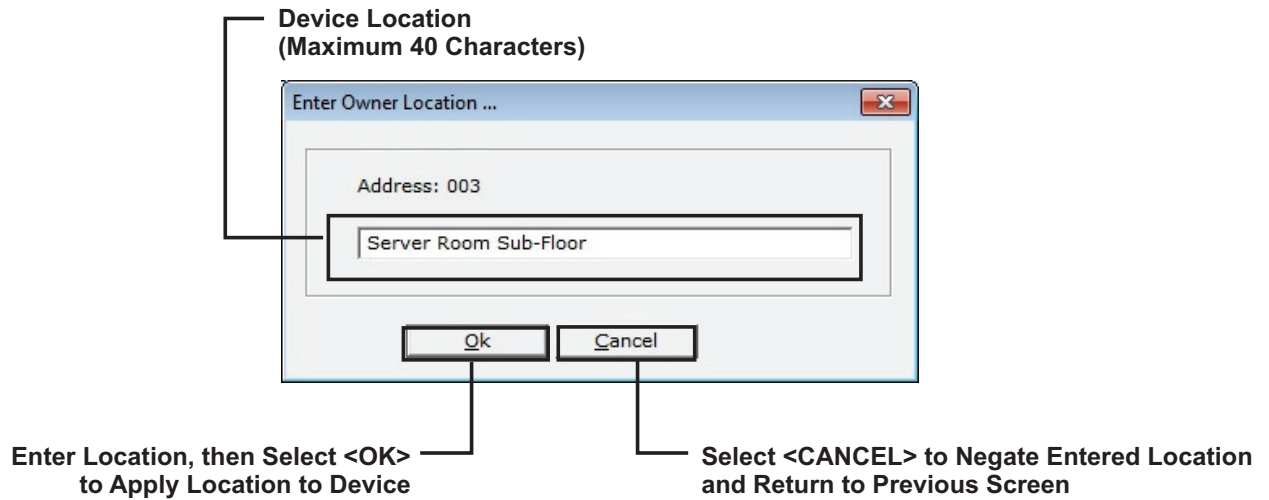 Device Location
(Maximum 40 Characters)
Enter Owner Location ...
Address: 003
Server Room Sub-Floor
Ok
Cancel
Enter Location, then Select <OK>
to Apply Location to Device
Select <CANCEL> to Negate Entered Location
and Return to Previous Screen